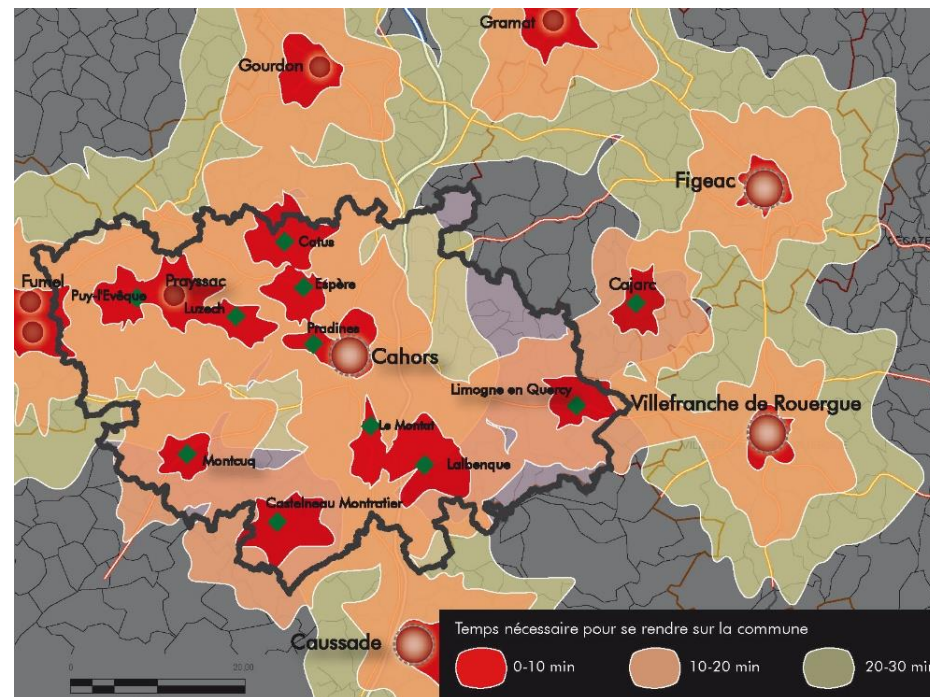 Gramat
Gourdon
Figeac
Catus
Cajarc
Fumel
Puy-l'Evêque
Prayssac
Espère
Luzech
Pradines
Cahors
Limogne en Quercy
Villefranche de Rouergue
Le Montat
Montcuq
Lalbenque
Castelneau Montratier
Caussade
Temps nécessaire pour se rendre sur la commune
0-10 min
10-20 min
20-30 min
0
20,00